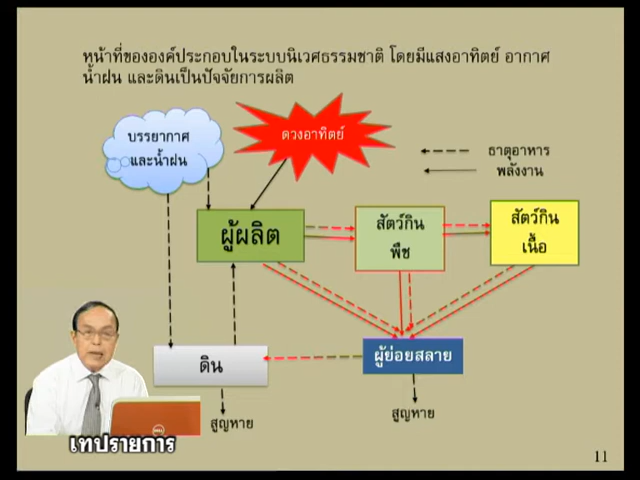 หน้าที่ขององค์ประกอบในระบบนิเวศธรรมชาติ โดยมีแสงอาทิตย์ อากาศ
น้ำฝน และดินเป็นปัจจัยการผลิต
บรรยากาศ
และน้ำฝน
ดวงอาทิตย์
ธาตุอาหาร
พลังงาน
ผู้ผลิต
สัตว์กิน
พืช
สัตว์กิน
เนื้อ
ดิน
ผู้ย่อยสลาย
สูญหาย
สูญหาย
DELL
เทปรายการ
11